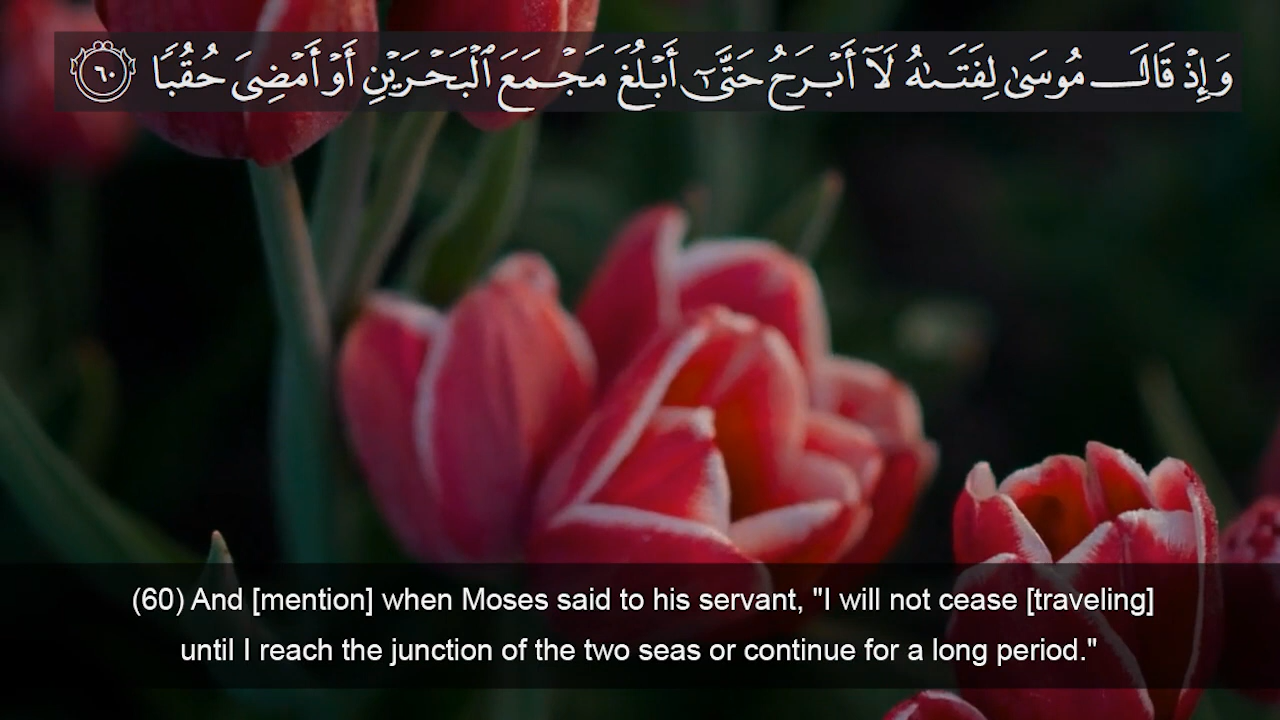 وَإِذْ قَالَ مُوسَىٰ لِفَتَىٰهُ لَآ أَبْرَحُ حَتَّىٰٓ أَبْلُغَ مَجْمَعَ ٱلْبَحْرَيْنِ أَوْ أَمْضِىَ حُقُبًا ٦٠
(60) And [mention] when Moses said to his servant, "I will not cease [traveling]
until I reach the junction of the two seas or continue for a long period."